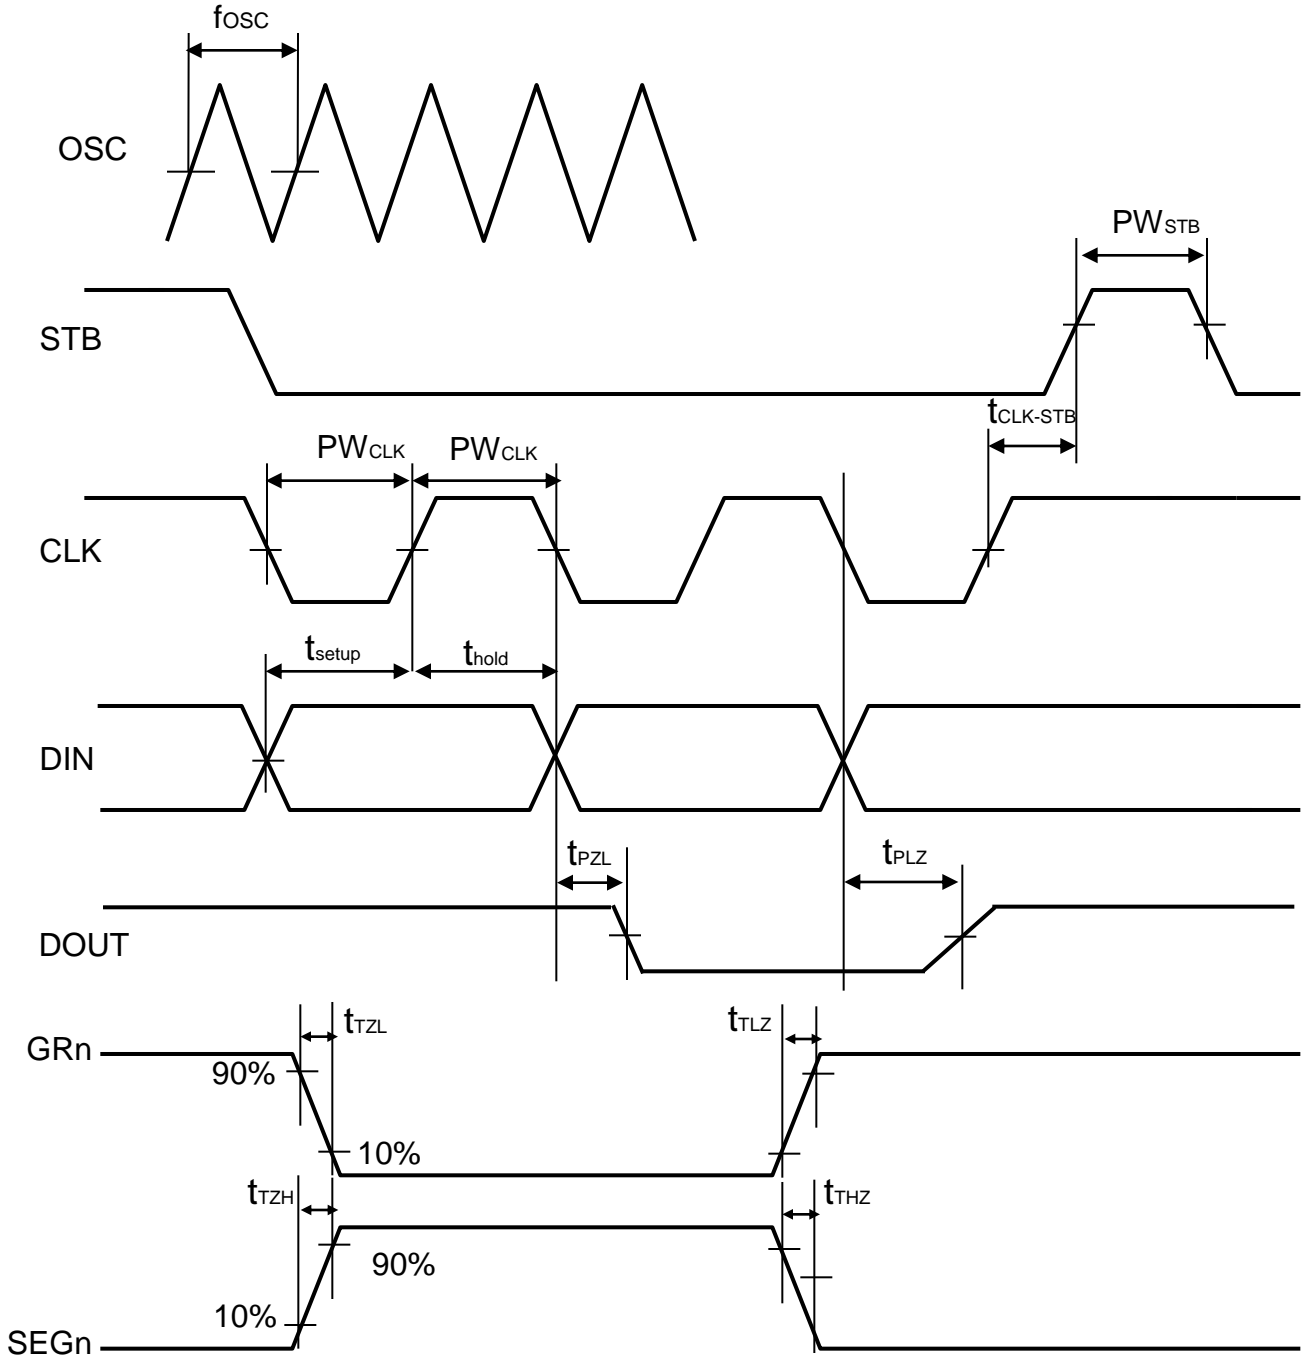 fOSC
OSC
PWSTB
STB
tCLK-STB
PWCLK PWCLK
CLK
tsetup thold
DIN
tPZL tPLZ
DOUT
tTZL tTLZ
GRn
90%
10%
tTZH tTHZ
90%
10%
SEGn